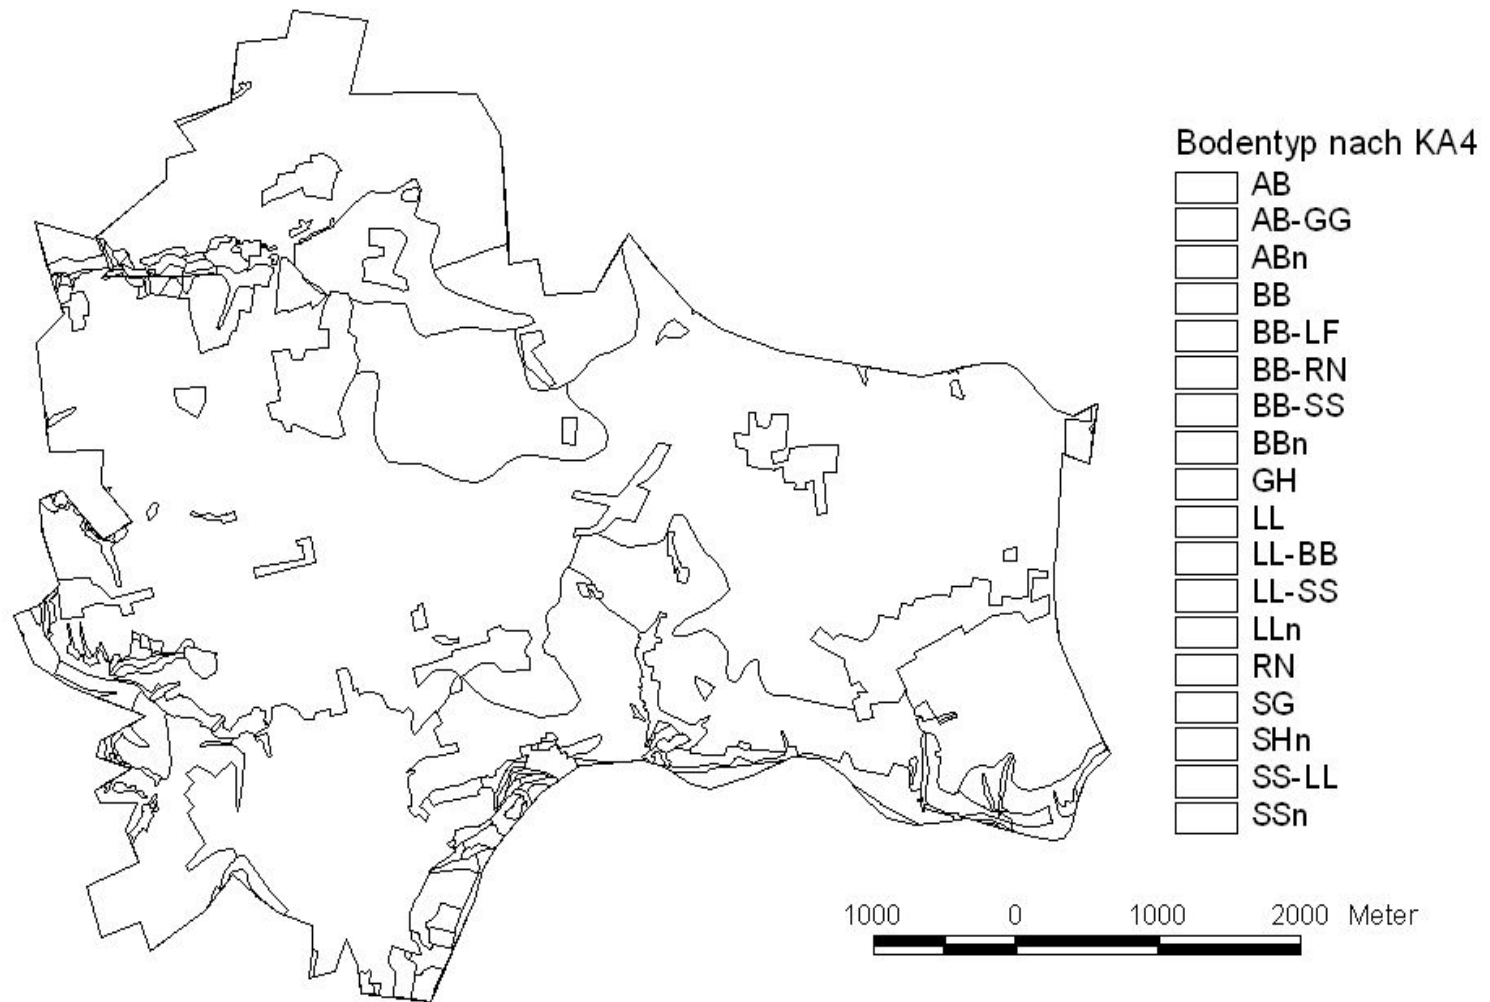 Bodentyp nach KA4
AB
AB-GG
ABn
BB
BB-LF
BB-RN
BB-SS
BBn
GH
LL
LL-BB
LL-SS
LLn
RN
SG
SHn
SS-LL
SSn
1000 0 1000 2000 Meter